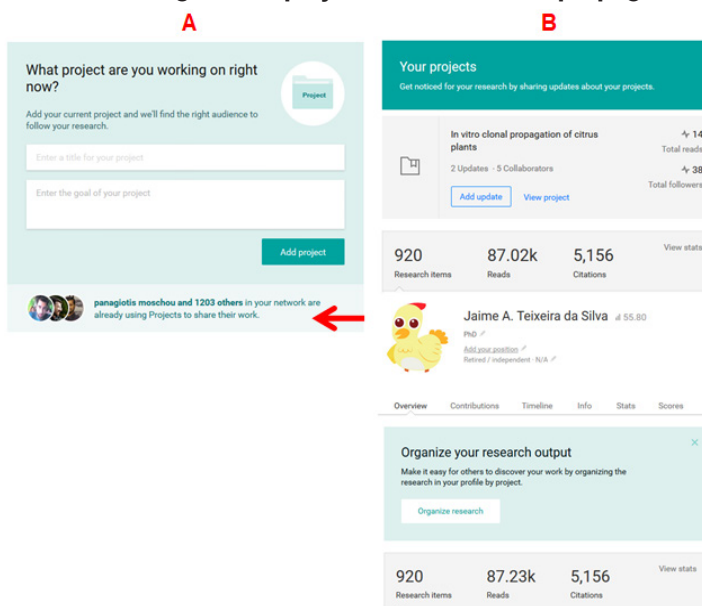 A
What project are you working on right
now?
Project
Add your current project and we'll find the right audience to
follow your research.
Enter a title for your project
Enter the goal of your project
Add project
panagiotis moschou and 1203 others in your network are
already using Projects to share their work.
B
Your projects
Get noticed for your research by sharing updates about your projects.
In vitro clonal propagation of citrus
plants
2 Updates · 5 Collaborators
Add update View project
14
Total reads
38
Total followers
920 87.02k 5,156 View stats
Research items Reads Citations
Jaime A. Teixeira da Silva 55.80
PhD
Add your position
Retired / independent · N/A
Overview Contributions Timeline Info Stats Scores
Organize your research output
Make it easy for others to discover your work by organizing the
research in your profile by project.
Organize research
920 87.23k 5,156 View stats
Research items Reads Citations